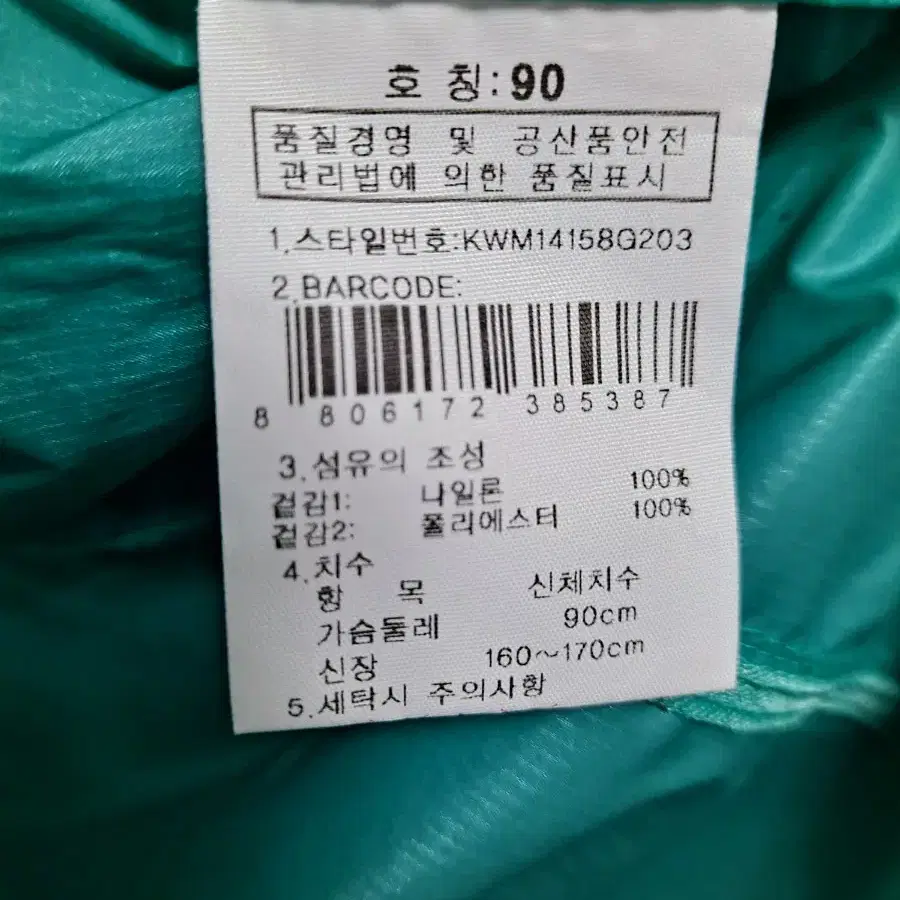 호 칭:90
품질경영 및 공산품안전
관리법에 의한 품질표시
1.스타일번호:KWM14158G203
2.BARCODE:
8 806172 385387
3.섬유의 조성
겉감1: 나일론 100%
겉감2: 폴리에스터 100%
4.치수
항 목 신체치수
가슴둘레 90cm
신장 160~170cm
5.세탁시 주의사항